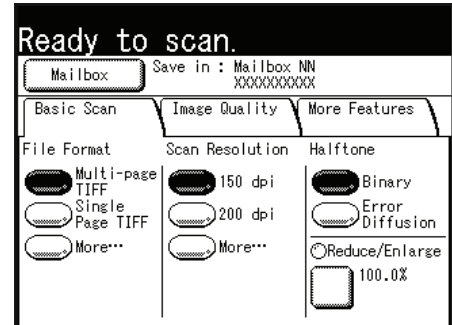 Ready to scan.
Mailbox
Save in : Mailbox NN
XXXXXXXXXX
Basic Scan
Image Quality
More Features
File Format
Multi-page
TIFF
Single
Page TIFF
More…
Scan Resolution
150 dpi
200 dpi
More…
Halftone
Binary
Error
Diffusion
Reduce/Enlarge
100.0%